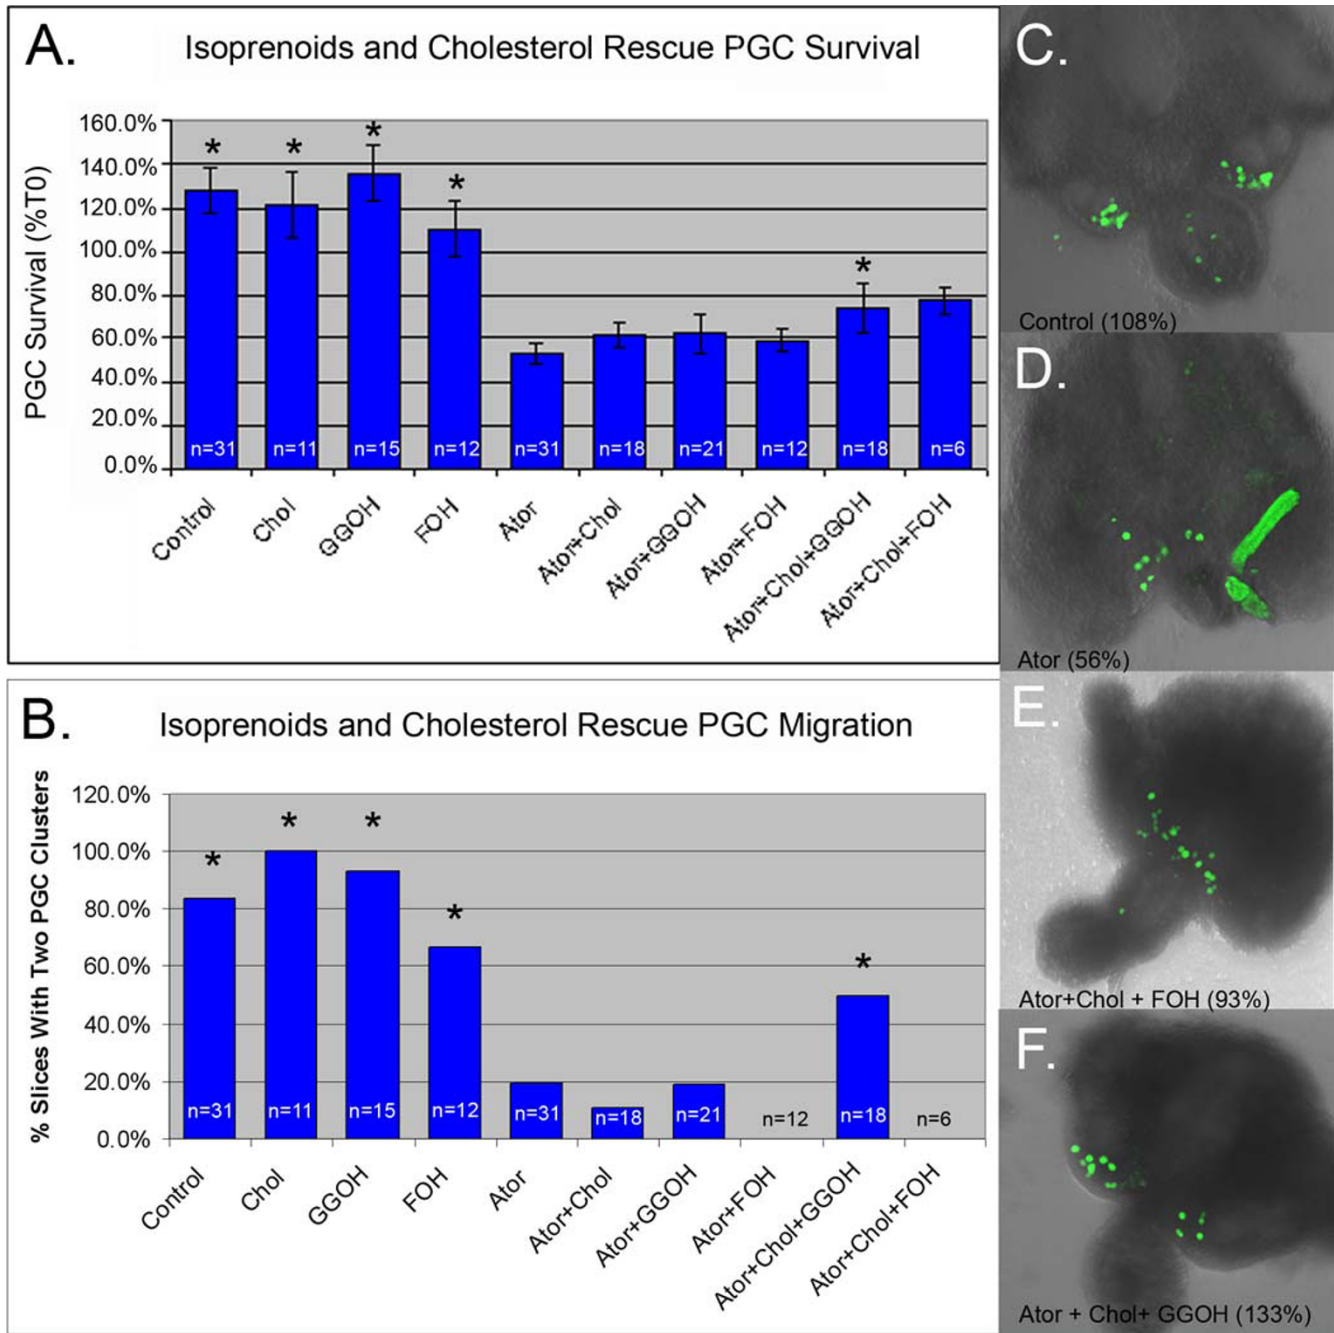 A. Isoprenoids and Cholesterol Rescue PGC Survival
PGC Survival (%T0)
160.0%
140.0%
120.0%
100.0%
80.0%
60.0%
40.0%
20.0%
0.0%
* * * * *
n=31 n=11 n=15 n=12 n=31 n=18 n=21 n=12 n=18 n=6
Control Chol GGOH FOH Ator Ator+Chol Ator+GGOH Ator+FOH Ator+Chol+GGOH Ator+Chol+FOH
B. Isoprenoids and Cholesterol Rescue PGC Migration
% Slices With Two PGC Clusters
120.0%
100.0%
80.0%
60.0%
40.0%
20.0%
0.0%
* * * * *
n=31 n=11 n=15 n=12 n=31 n=18 n=21 n=12 n=18 n=6
Control Chol GGOH FOH Ator Ator+Chol Ator+GGOH Ator+FOH Ator+Chol+GGOH Ator+Chol+FOH
C.
Control (108%)
D.
Ator (56%)
E.
Ator+Chol + FOH (93%)
F.
Ator + Chol+ GGOH (133%)